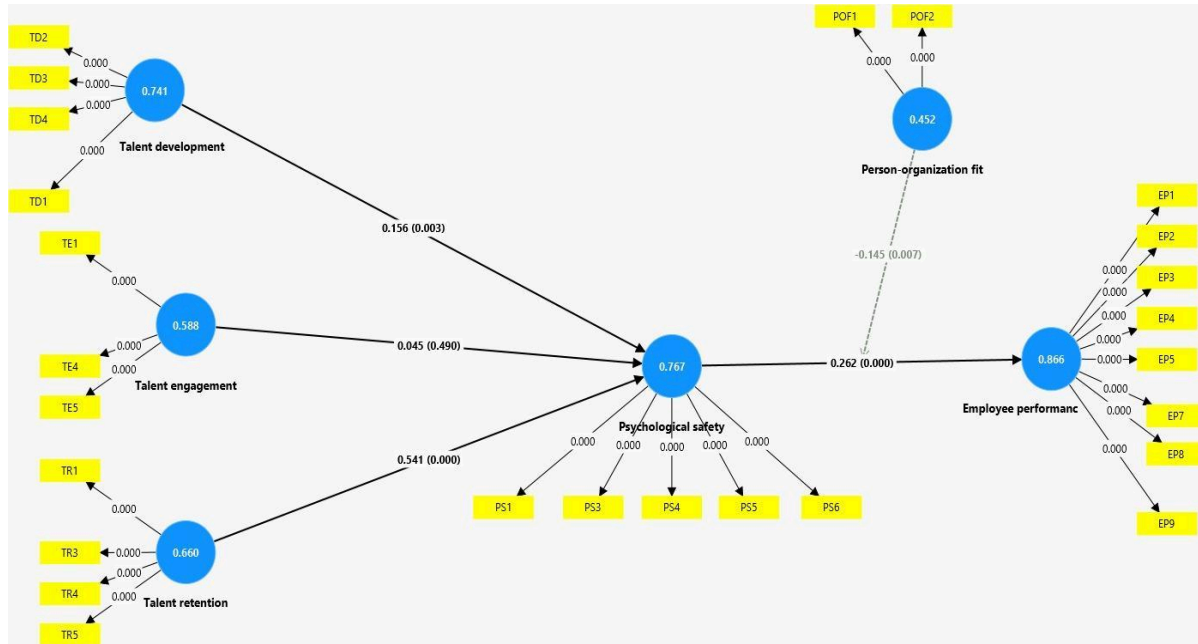 POF1
POF2
TD2
TD3
TD4
TD1
0.000
0.000
0.000
0.000
0.741
Talent development
0.000
0.000
0.452
Person-organization fit
0.156 (0.003)
-0.145 (0.007)
TE1
TE4
TE5
0.000
0.000
0.000
0.588
Talent engagement
0.045 (0.490)
TR1
TR3
TR4
TR5
0.000
0.000
0.000
0.000
0.660
Talent retention
0.541 (0.000)
0.767
Psychological safety
0.000
0.000
0.000
0.000
0.000
PS1
PS3
PS4
PS5
PS6
0.262 (0.000)
0.866
Employee performanc
0.000
0.000
0.000
0.000
0.000
0.000
0.000
0.000
EP1
EP2
EP3
EP4
EP5
EP7
EP8
EP9